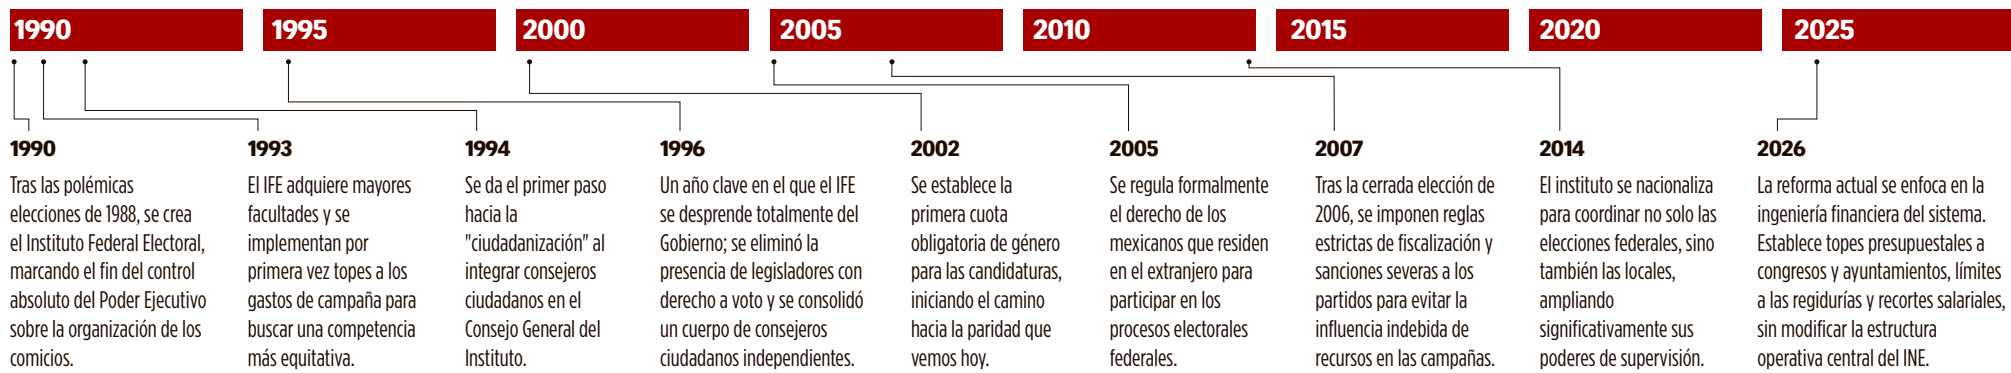 1990
1995
2000
2005
2010
2015
2020
2025
1990
Tras las polémicas
elecciones de 1988, se crea
el Instituto Federal Electoral,
marcando el fin del control
absoluto del Poder Ejecutivo
sobre la organización de los
comicios.
1993
El IFE adquiere mayores
facultades y se
implementan por
primera vez topes a los
gastos de campaña para
buscar una competencia
más equitativa.
1994
Se da el primer paso
hacia la
"ciudadanización" al
integrar consejeros
ciudadanos en el
Consejo General del
Instituto.
1996
Un año clave en el que el IFE
se desprende totalmente del
Gobierno; se eliminó la
presencia de legisladores con
derecho a voto y se consolidó
un cuerpo de consejeros
ciudadanos independientes.
2002
Se establece la
primera cuota
obligatoria de género
para las candidaturas,
iniciando el camino
hacia la paridad que
vemos hoy.
2005
Se regula formalmente
el derecho de los
mexicanos que residen
en el extranjero para
participar en los
procesos electorales
federales.
2007
Tras la cerrada elección de
2006, se imponen reglas
estrictas de fiscalización y
sanciones severas a los
partidos para evitar la
influencia indebida de
recursos en las campañas.
2014
El instituto se nacionaliza
para coordinar no solo las
elecciones federales, sino
también las locales,
ampliando
significativamente sus
poderes de supervisión.
2026
La reforma actual se enfoca en la
ingeniería financiera del sistema.
Establece topes presupuestales a
congresos y ayuntamientos, límites
a las regidurías y recortes salariales,
sin modificar la estructura
operativa central del INE.